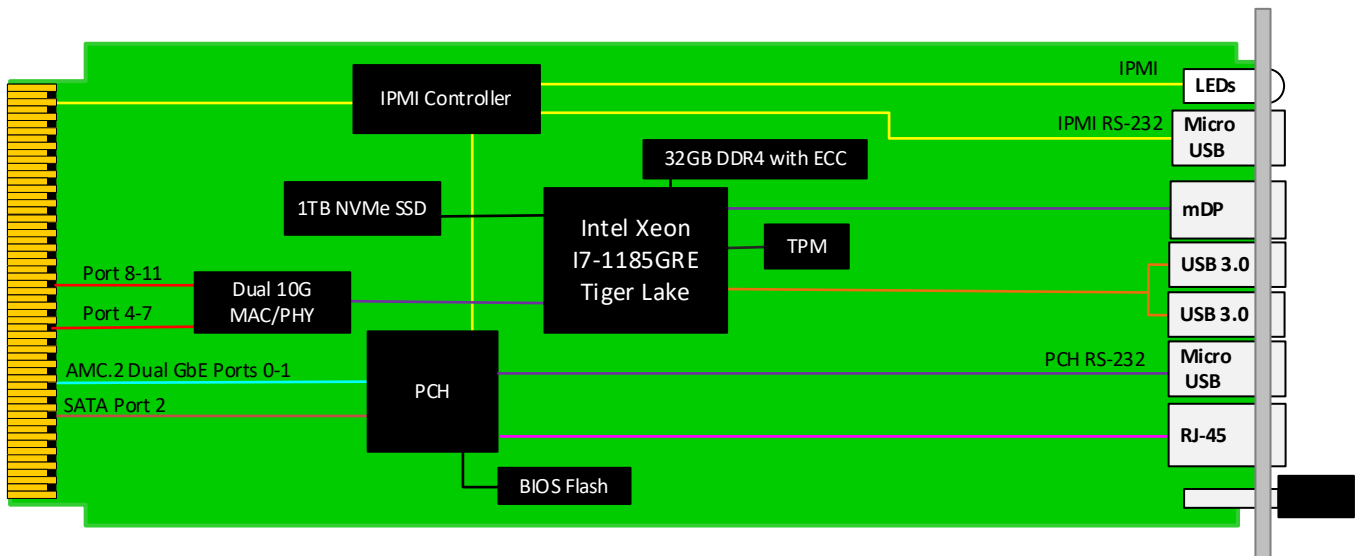 IPMI
LEDs
IPMI Controller
IPMI RS-232
Micro
USB
32GB DDR4 with ECC
1TB NVMe SSD
Intel Xeon
I7-1185GRE
Tiger Lake
mDP
TPM
USB 3.0
Port 8-11
Dual 10G
MAC/PHY
Port 4-7
USB 3.0
AMC.2 Dual GbE Ports 0-1
PCH
PCH RS-232
Micro
USB
SATA Port 2
RJ-45
BIOS Flash